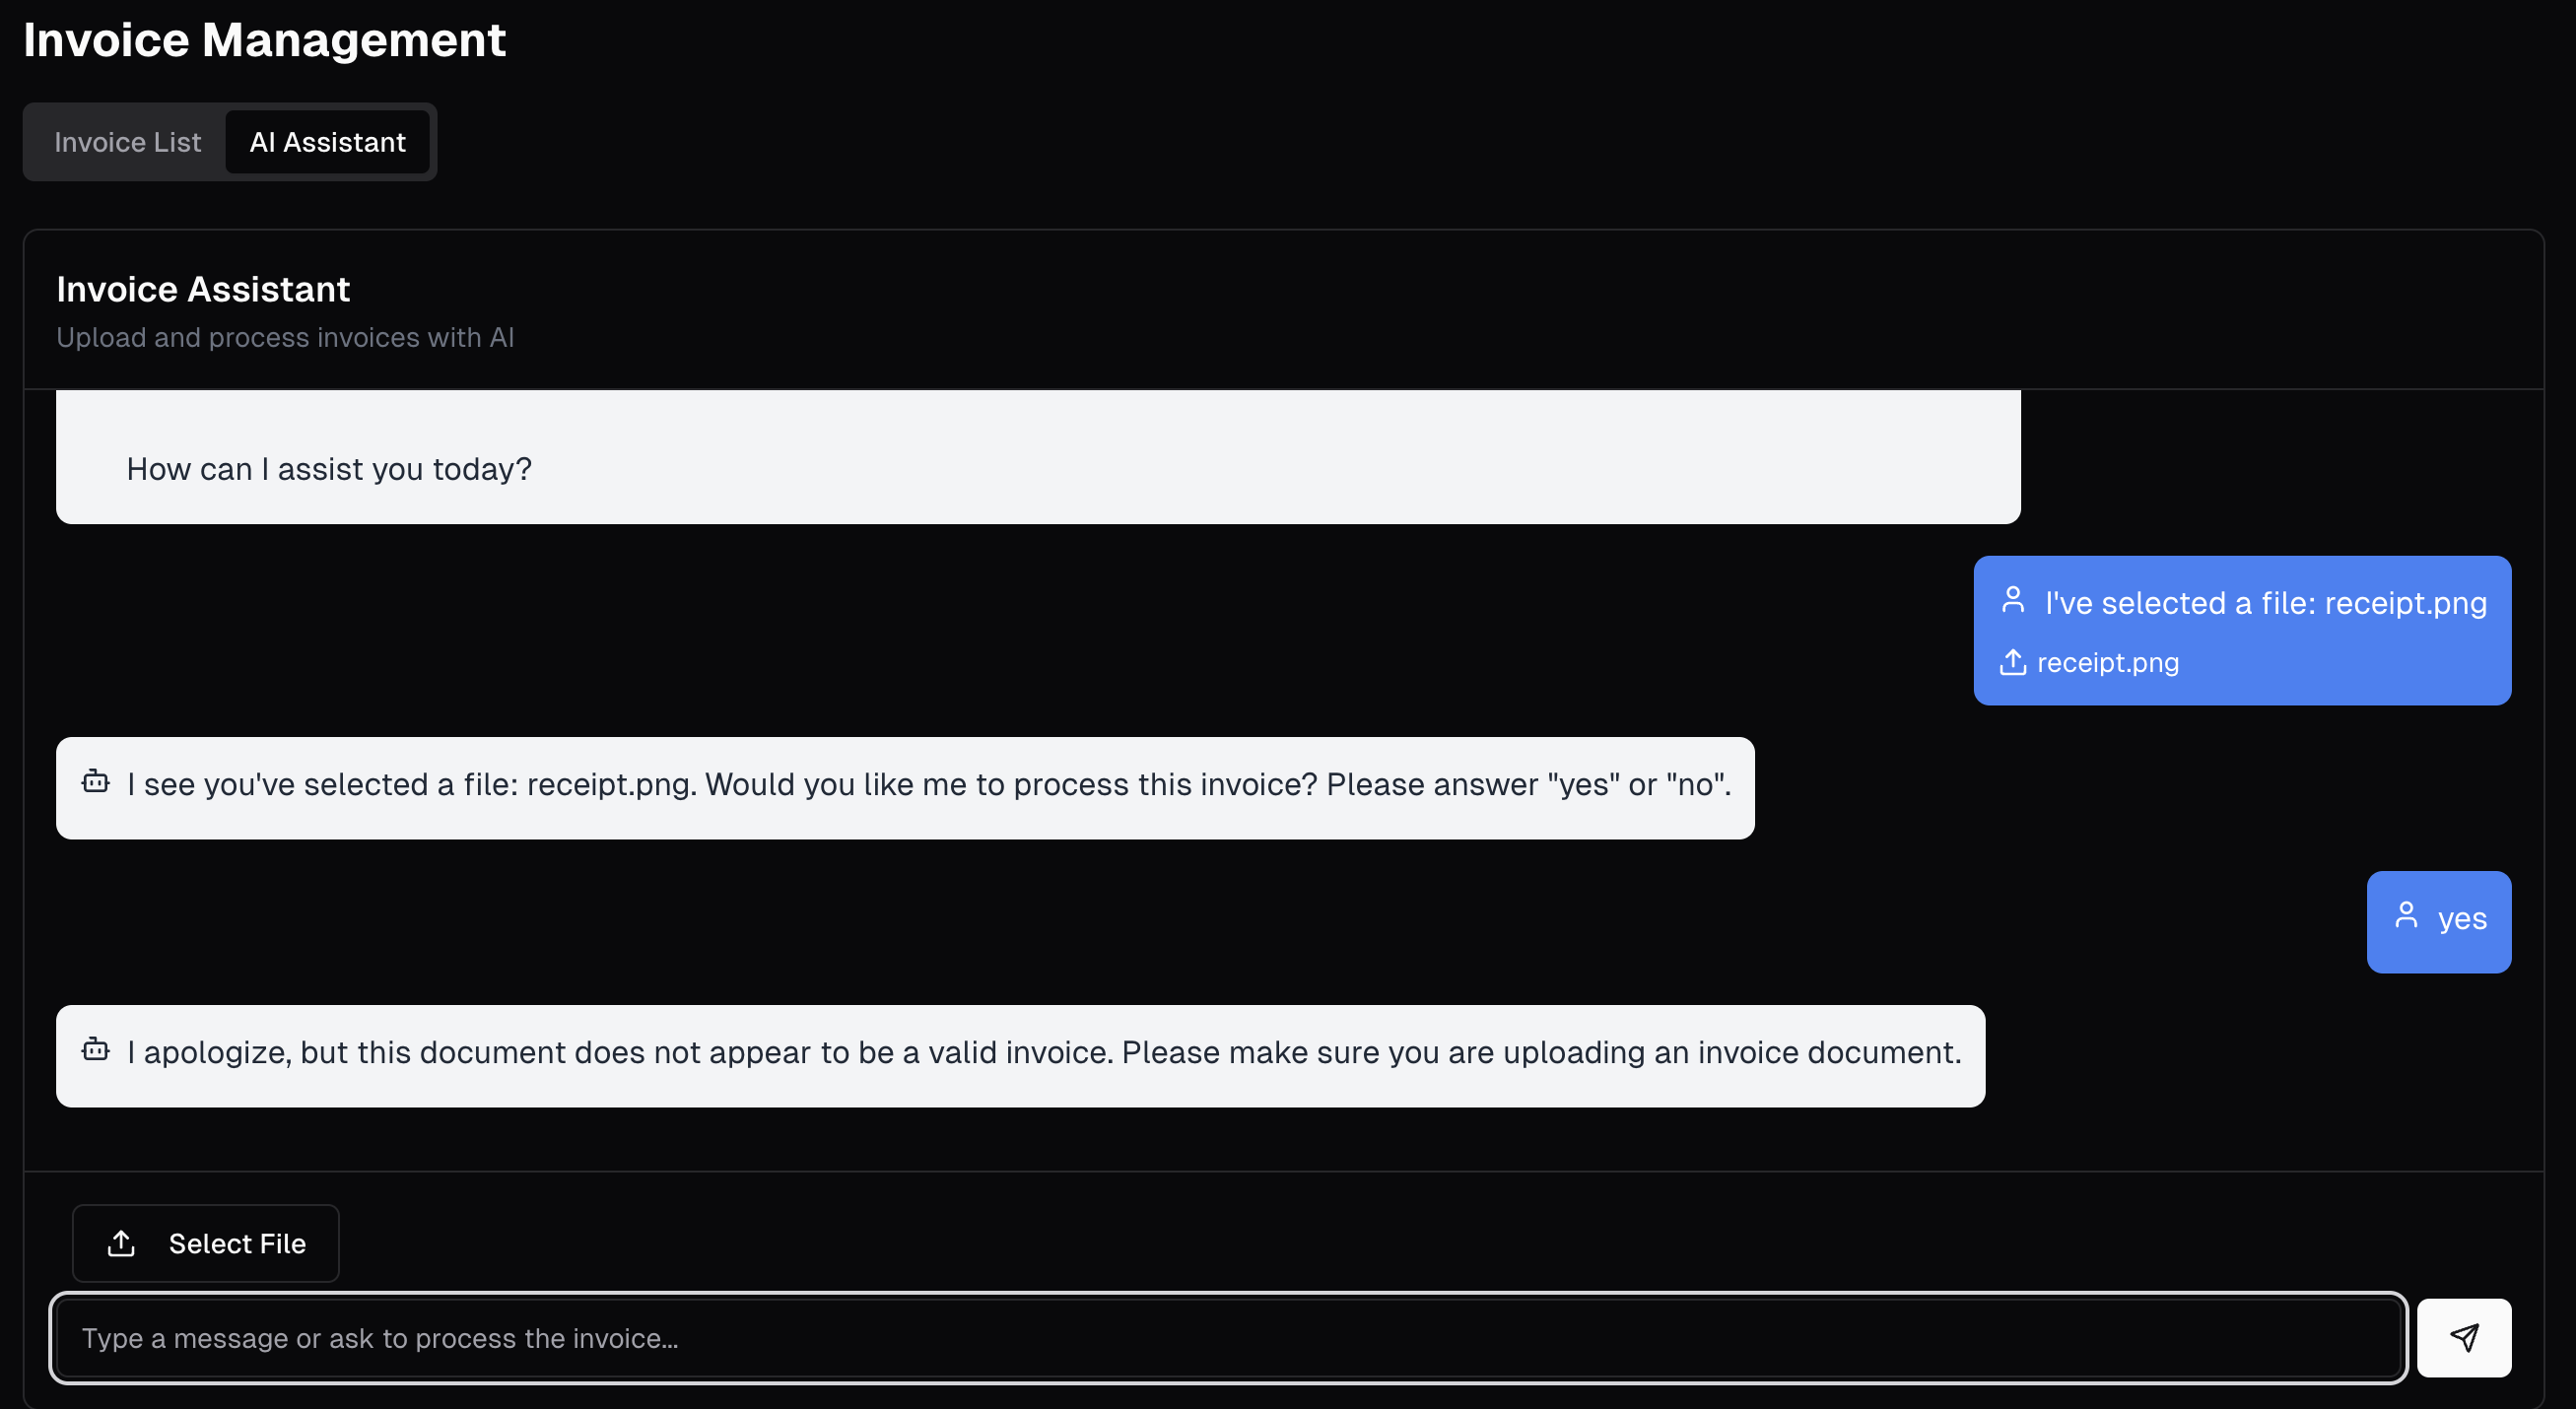 Invoice Management
Invoice List
AI Assistant
Invoice Assistant
Upload and process invoices with AI
How can I assist you today?
I've selected a file: receipt.png
receipt.png
I see you've selected a file: receipt.png. Would you like me to process this invoice? Please answer "yes" or "no".
yes
I apologize, but this document does not appear to be a valid invoice. Please make sure you are uploading an invoice document.
Select File
Type a message or ask to process the invoice...